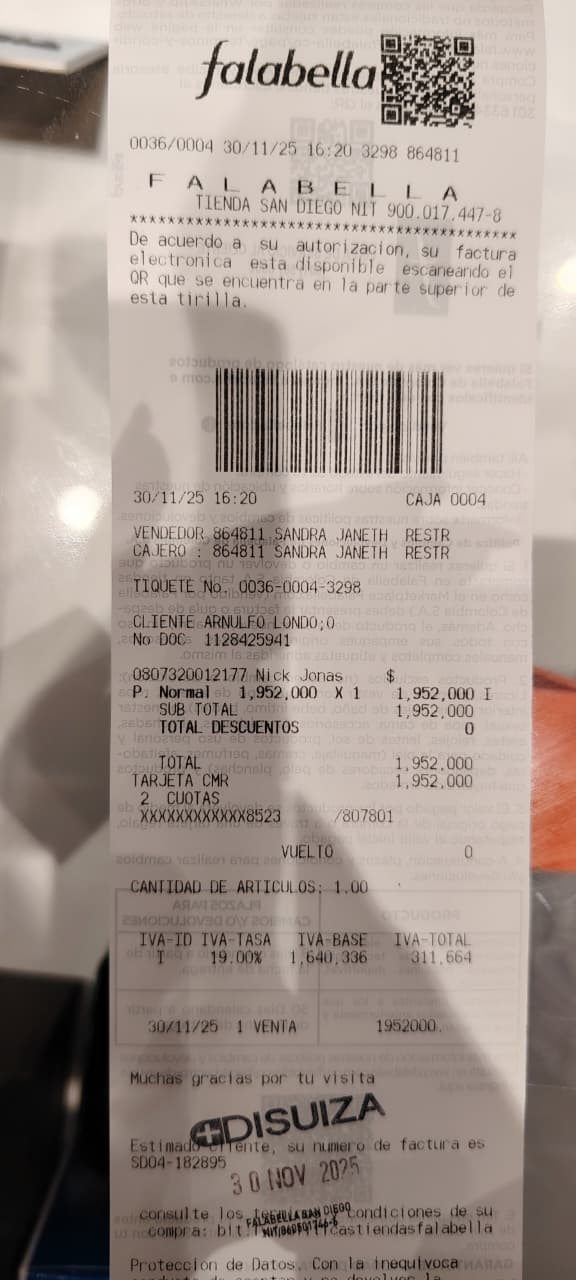 falabella
0036/0004 30/11/25 16:20 3298 864811
F A L A B E L L A
TIENDA SAN DIEGO NIT 900.017.447-8
******************************************
De acuerdo a su autorizacion, su factura
electronica esta disponible escaneando el
QR que se encuentra en la parte superior de
esta tirilla.
30/11/25 16:20 CAJA 0004
VENDEDOR 864811 SANDRA JANETH RESTR
CAJERO : 864811 SANDRA JANETH RESTR
TIQUETE No. 0036-0004-3298
CLIENTE ARNULFO LONDO;O
No DOC 1128425941
0807320012177 Nick Jonas $
P. Normal 1,952,000 X 1 1,952,000 I
SUB TOTAL 1,952,000
TOTAL DESCUENTOS 0
TOTAL 1,952,000
TARJETA CMR 1,952,000
2 CUOTAS
XXXXXXXXXXXX8523 /807801
VUELTO 0
CANTIDAD DE ARTICULOS: 1.00
IVA-ID IVA-TASA IVA-BASE IVA-TOTAL
I 19.00% 1,640,336 311,664
30/11/25 1 VENTA 1952000.
Muchas gracias por tu visita
DISUIZA
Estimado cliente, su numero de factura es
SD04-182895
30 NOV 2025
FALABELLA SAN DIEGO
consulte los condiciones de su
compra: bit. casstiendasfalabella
Proteccion de Datos. Con la inequivoca